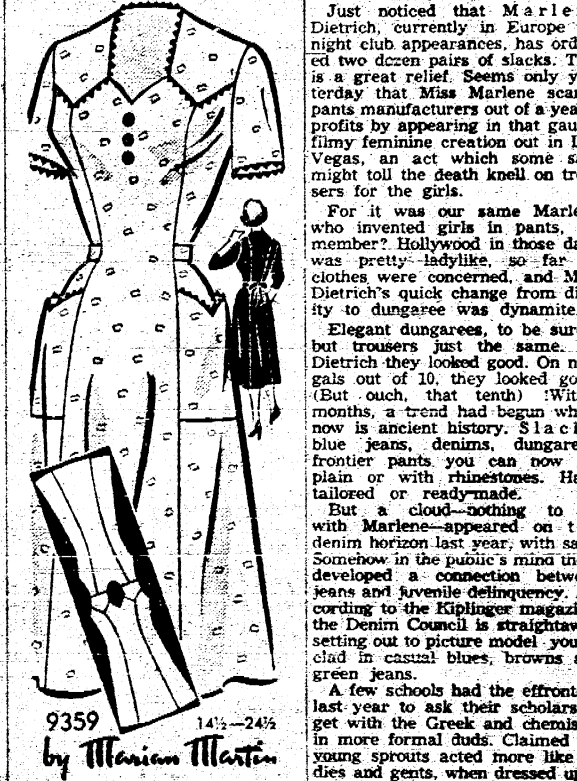 9359
14½—24½
by Marian Martin
Just noticed that Marle
Dietrich, currently in Europe
night club appearances, has ord
ed two dozen pairs of slacks. T
is a great relief. Seems only y
terday that Miss Marlene scar
pants manufacturers out of a yea
profits by appearing in that gau
filmy feminine creation out in L
Vegas, an act which some s
might toll the death knell on tro
sers for the girls.
For it was our same Marle
who invented girls in pants,
member? Hollywood in those da
was pretty ladylike, so far
clothes were concerned, and M
Dietrich's quick change from di
ity to dungaree was dynamite.
Elegant dungarees, to be sur
but trousers just the same.
Dietrich they looked good. On n
gals out of 10, they looked go
(But ouch, that tenth) !Wit
months, a trend had begun wh
now is ancient history. Slac
blue jeans, denims, dungare
frontier pants you can now
plain or with rhinestones. Ha
tailored or ready-made.
But a cloud—nothing to
with Marlene—appeared on t
denim horizon last year, with sa
Somehow in the public's mind the
developed a connection betwe
jeans and juvenile delinquency.
cording to the Kiplinger magazin
the Denim Council is straightaw
setting out to picture model you
clad in casual blues, browns a
green jeans.
A few schools had the effront
last year to ask their scholars
get with the Greek and chemis
in more formal duds. Claimed
young sprouts acted more like
dies and gents, when dressed u